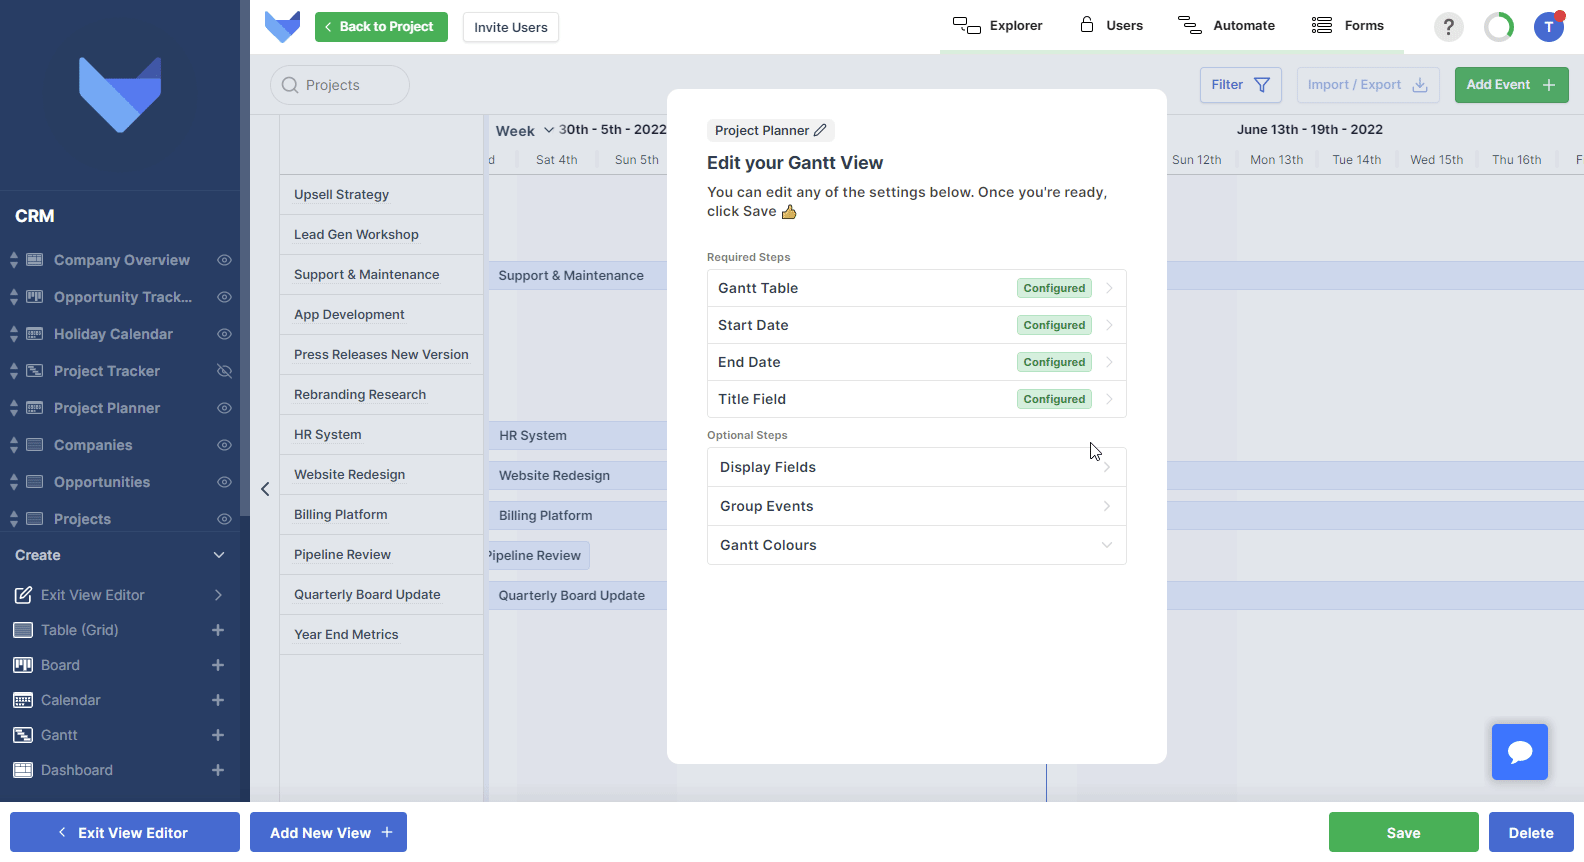 Back to Project
Invite Users
Explorer
Users
Automate
Forms
?
T
Projects
Filter
Import / Export
Add Event
CRM
Company Overview
Opportunity Track...
Holiday Calendar
Project Tracker
Project Planner
Companies
Opportunities
Projects
Create
Exit View Editor
Table (Grid)
Board
Calendar
Gantt
Dashboard
Week
30th - 5th - 2022
June 13th - 19th - 2022
d
Sat 4th
Sun 5th
Sun 12th
Mon 13th
Tue 14th
Wed 15th
Thu 16th
F
Upsell Strategy
Lead Gen Workshop
Support & Maintenance
App Development
Press Releases New Version
Rebranding Research
HR System
Website Redesign
Billing Platform
Pipeline Review
Quarterly Board Update
Year End Metrics
Support & Maintenance
HR System
Website Redesign
Billing Platform
Pipeline Review
Quarterly Board Update
Project Planner
Edit your Gantt View
You can edit any of the settings below. Once you're ready,
click Save 👍
Required Steps
Gantt Table
Configured
Start Date
Configured
End Date
Configured
Title Field
Configured
Optional Steps
Display Fields
Group Events
Gantt Colours
Exit View Editor
Add New View
Save
Delete